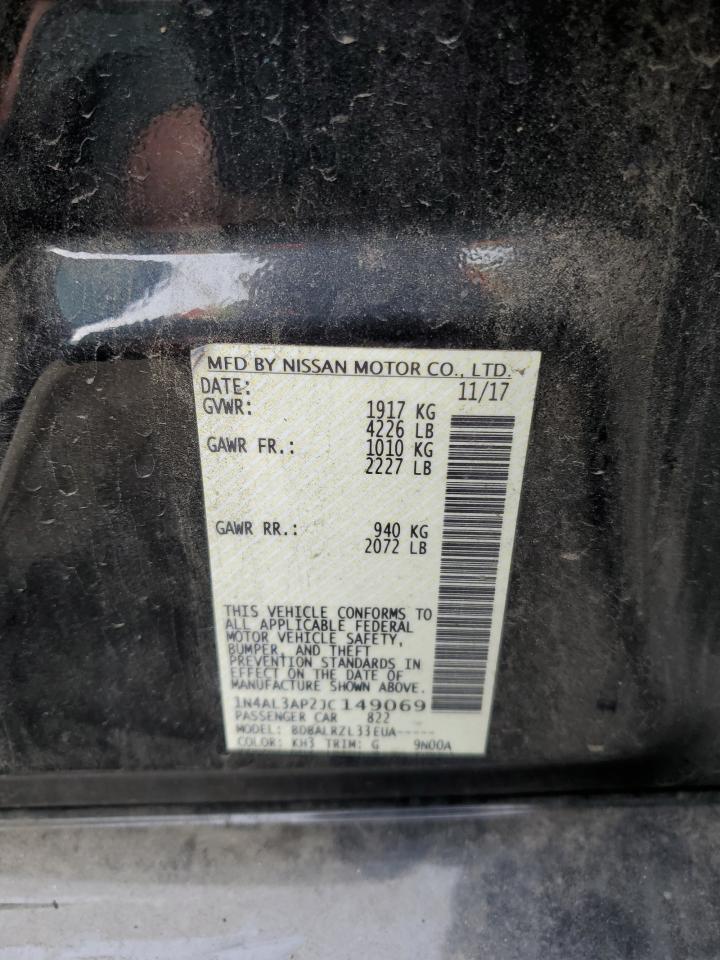 MFD BY NISSAN MOTOR CO., LTD.
DATE: 11/17
GVWR: 1917 KG
4226 LB
GAWR FR.: 1010 KG
2227 LB
GAWR RR.: 940 KG
2072 LB
THIS VEHICLE CONFORMS TO
ALL APPLICABLE FEDERAL
MOTOR VEHICLE SAFETY,
BUMPER, AND THEFT
PREVENTION STANDARDS IN
EFFECT ON THE DATE OF
MANUFACTURE SHOWN ABOVE.
1N4AL3AP2JC149069
PASSENGER CAR 822
MODEL: BDBALRZL33EUA-----
COLOR: KH3 TRIM: G 9N00A